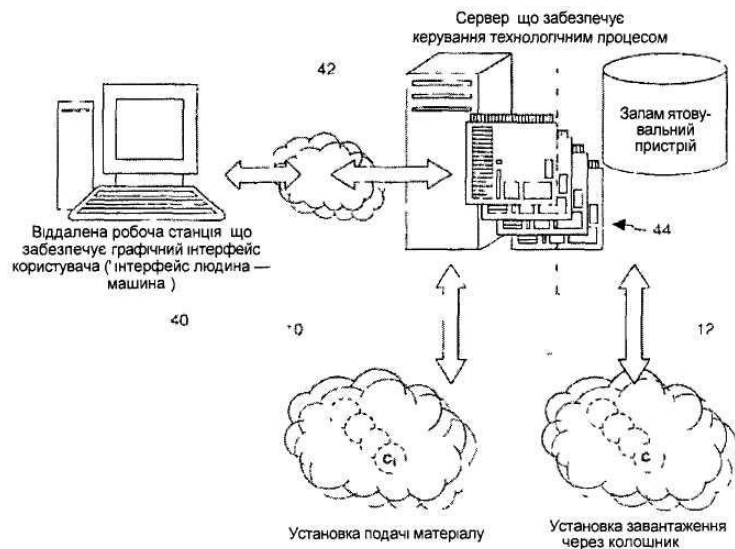 Сервер що забезпечує
керування технологічним процесом
42
Запам ятову-
вальний
пристрій
Віддалена робоча станція що
забезпечує графічний інтерфейс
користувача ( ' інтерфейс людина —
машина )
44
40
10
12
C
C
Установка подачі матеріалу
Установка завантаження
через колошник